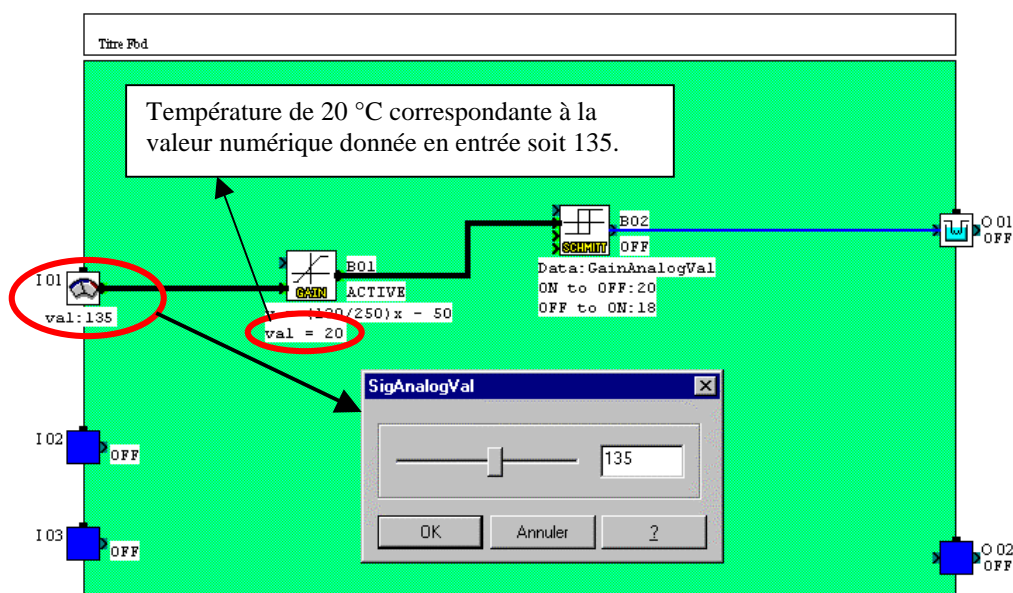 Titre Fbd
Température de 20 °C correspondante à la
valeur numérique donnée en entrée soit 135.
I 01
val:135
GAIN
B01
ACTIVE
x - 50
val = 20
SCHMITT
B02
OFF
Data:GainAnalogVal
ON to OFF:20
OFF to ON:18
O 01
OFF
SigAnalogVal
135
OK
Annuler
?
I 02
OFF
I 03
OFF
O 02
OFF